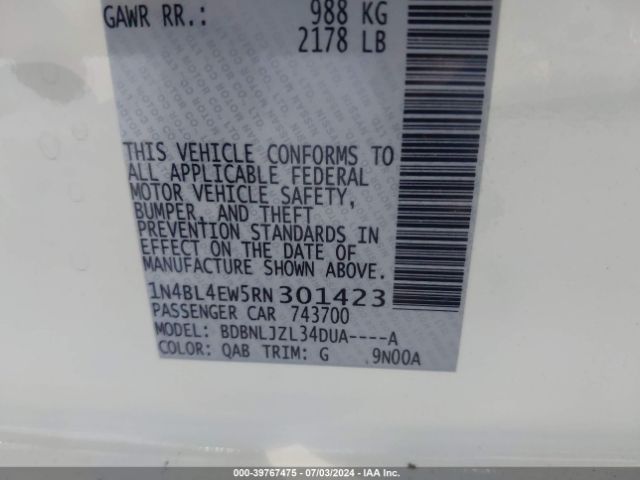 GAWR RR.: 988 KG
2178 LB
THIS VEHICLE CONFORMS TO
ALL APPLICABLE FEDERAL
MOTOR VEHICLE SAFETY,
BUMPER, AND THEFT
PREVENTION STANDARDS IN
EFFECT ON THE DATE OF
MANUFACTURE SHOWN ABOVE.
1N4BL4EW5RN301423
PASSENGER CAR 743700
MODEL: BDBNLJZL34DUA----A
COLOR: QAB TRIM: G 9N00A
000-39767475 - 07/03/2024 - IAA Inc.